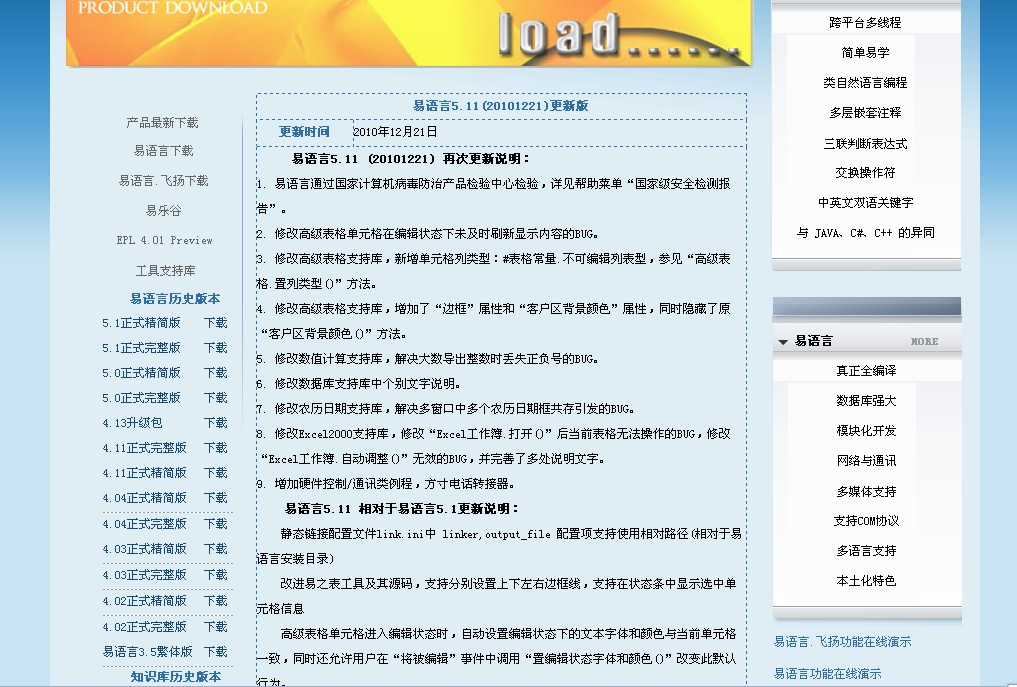 PRODUCT DOWNLOAD
load......
产品最新下载
易语言下载
易语言.飞扬下载
易乐谷
EPL 4.01 Preview
工具支持库
易语言历史版本
5.1正式精简版 下载
5.1正式完整版 下载
5.0正式精简版 下载
5.0正式完整版 下载
4.13升级包 下载
4.11正式完整版 下载
4.11正式精简版 下载
4.04正式精简版 下载
4.04正式完整版 下载
4.03正式精简版 下载
4.03正式完整版 下载
4.02正式精简版 下载
4.02正式完整版 下载
易语言3.5繁体版 下载
知识库历史版本
易语言5.11(20101221)更新版
更新时间 2010年12月21日
易语言5.11 (20101221) 再次更新说明：
1. 易语言通过国家计算机病毒防治产品检验中心检验，详见帮助菜单“国家级安全检测报
告”。
2. 修改高级表格单元格在编辑状态下未及时刷新显示内容的BUG。
3. 修改高级表格支持库，新增单元格列类型：#表格常量.不可编辑列表型，参见“高级表
格.置列类型()”方法。
4. 修改高级表格支持库，增加了“边框”属性和“客户区背景颜色”属性，同时隐藏了原
“客户区背景颜色()”方法。
5. 修改数值计算支持库，解决大数导出整数时丢失正负号的BUG。
6. 修改数据库支持库中个别文字说明。
7. 修改农历日期支持库，解决多窗口中多个农历日期框共存引发的BUG。
8. 修改Excel2000支持库，修改“Excel工作簿.打开()”后当前表格无法操作的BUG，修改
“Excel工作簿.自动调整()”无效的BUG，并完善了多处说明文字。
9. 增加硬件控制/通讯类例程，方寸电话转接器。
易语言5.11 相对于易语言5.1更新说明：
静态链接配置文件link.ini中 linker,output_file 配置项支持使用相对路径(相对于易
语言安装目录)
改进易之表工具及其源码，支持分别设置上下左右边框线，支持在状态条中显示选中单
元格信息
高级表格单元格进入编辑状态时，自动设置编辑状态下的文本字体和颜色与当前单元格
一致，同时还允许用户在“将被编辑”事件中调用“置编辑状态字体和颜色()”改变此默认
行为。
跨平台多线程
简单易学
类自然语言编程
多层嵌套注释
三联判断表达式
交换操作符
中英文双语关键字
与 JAVA、C#、C++ 的异同
易语言 MORE
真正全编译
数据库强大
模块化开发
网络与通讯
多媒体支持
支持COM协议
多语言支持
本土化特色
易语言.飞扬功能在线演示
易语言功能在线演示